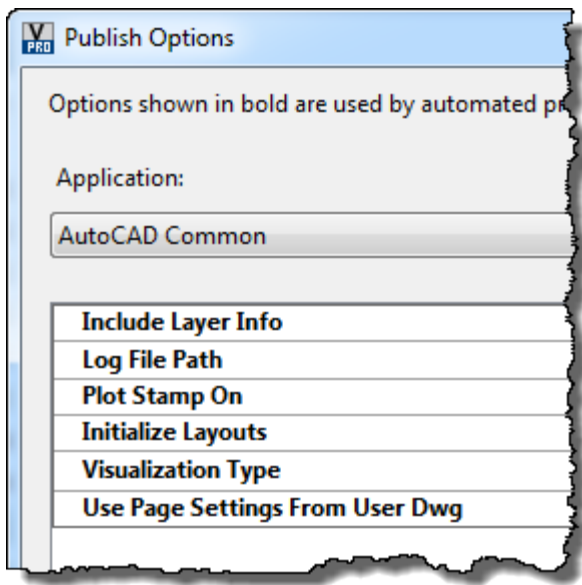 V PRO Publish Options
Options shown in bold are used by automated
Application:
AutoCAD Common
Include Layer Info
Log File Path
Plot Stamp On
Initialize Layouts
Visualization Type
Use Page Settings From User Dwg